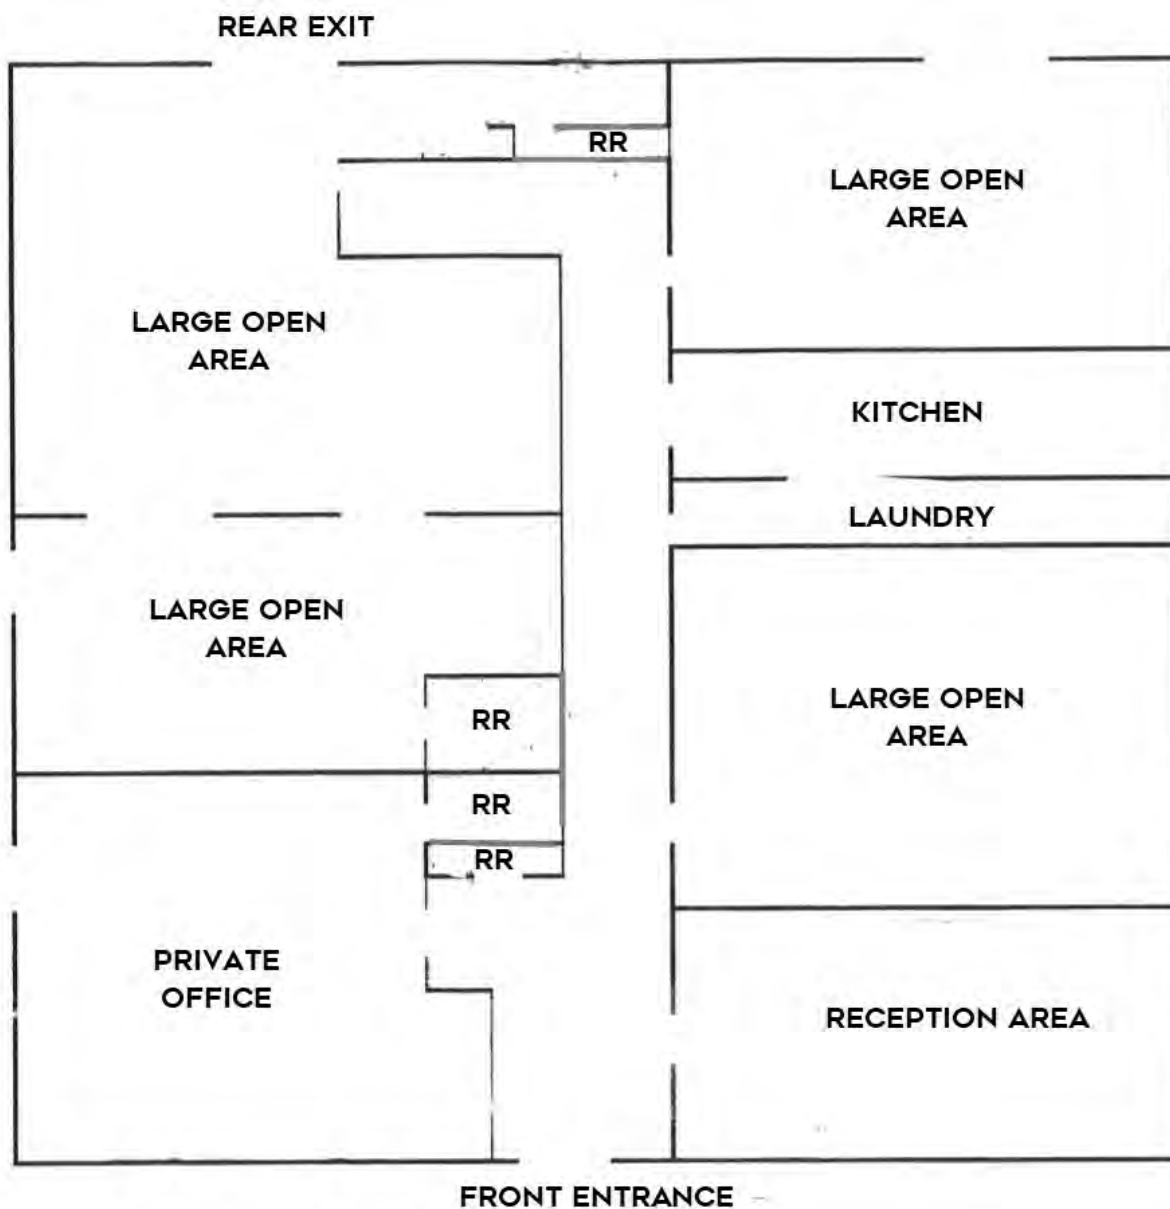 REAR EXIT
RR
LARGE OPEN
AREA
LARGE OPEN
AREA
KITCHEN
LAUNDRY
LARGE OPEN
AREA
RR
LARGE OPEN
AREA
RR
RR
PRIVATE
OFFICE
RECEPTION AREA
FRONT ENTRANCE